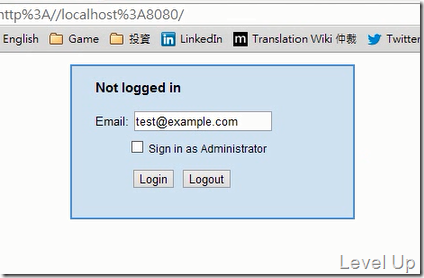 http%3A//localhost%3A8080/
English Game 投資 LinkedIn Translation Wiki 仲裁 Twitter
Not logged in
Email: test@example.com
Sign in as Administrator
Login Logout
Level Up